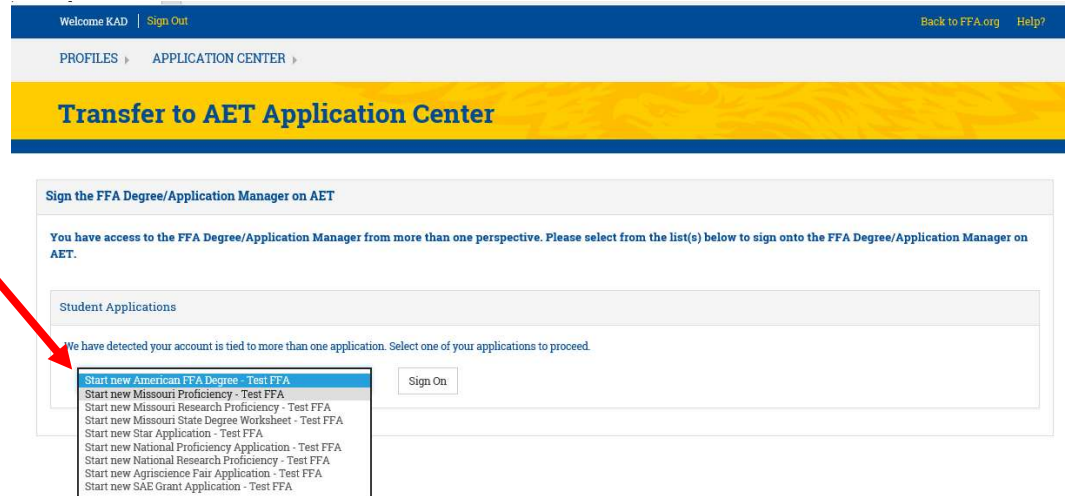 Welcome KAD | Sign Out Back to FFA.org Help?
PROFILES APPLICATION CENTER
Transfer to AET Application Center
Sign the FFA Degree/Application Manager on AET
You have access to the FFA Degree/Application Manager from more than one perspective. Please select from the list(s) below to sign onto the FFA Degree/Application Manager on
AET.
Student Applications
We have detected your account is tied to more than one application. Select one of your applications to proceed.
Start new American FFA Degree - Test FFA Sign On
Start new Missouri Proficiency - Test FFA
Start new Missouri Research Proficiency - Test FFA
Start new Missouri State Degree Worksheet - Test FFA
Start new Star Application - Test FFA
Start new National Proficiency Application - Test FFA
Start new National Research Proficiency - Test FFA
Start new Agriscience Fair Application - Test FFA
Start new SAE Grant Application - Test FFA